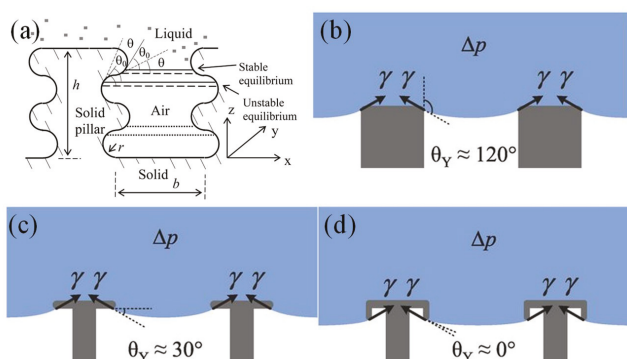 (a)
θ
θ₀
θ₀
θ
Liquid
Stable
equilibrium
h
Solid
pillar
Air
Unstable
equilibrium
z
y
x
r
Solid
b
(b)
Δp
γ γ
γ γ
θY ≈ 120°
(c)
Δp
γ γ
γ γ
θY ≈ 30°
(d)
Δp
γ γ
γ γ
θY ≈ 0°